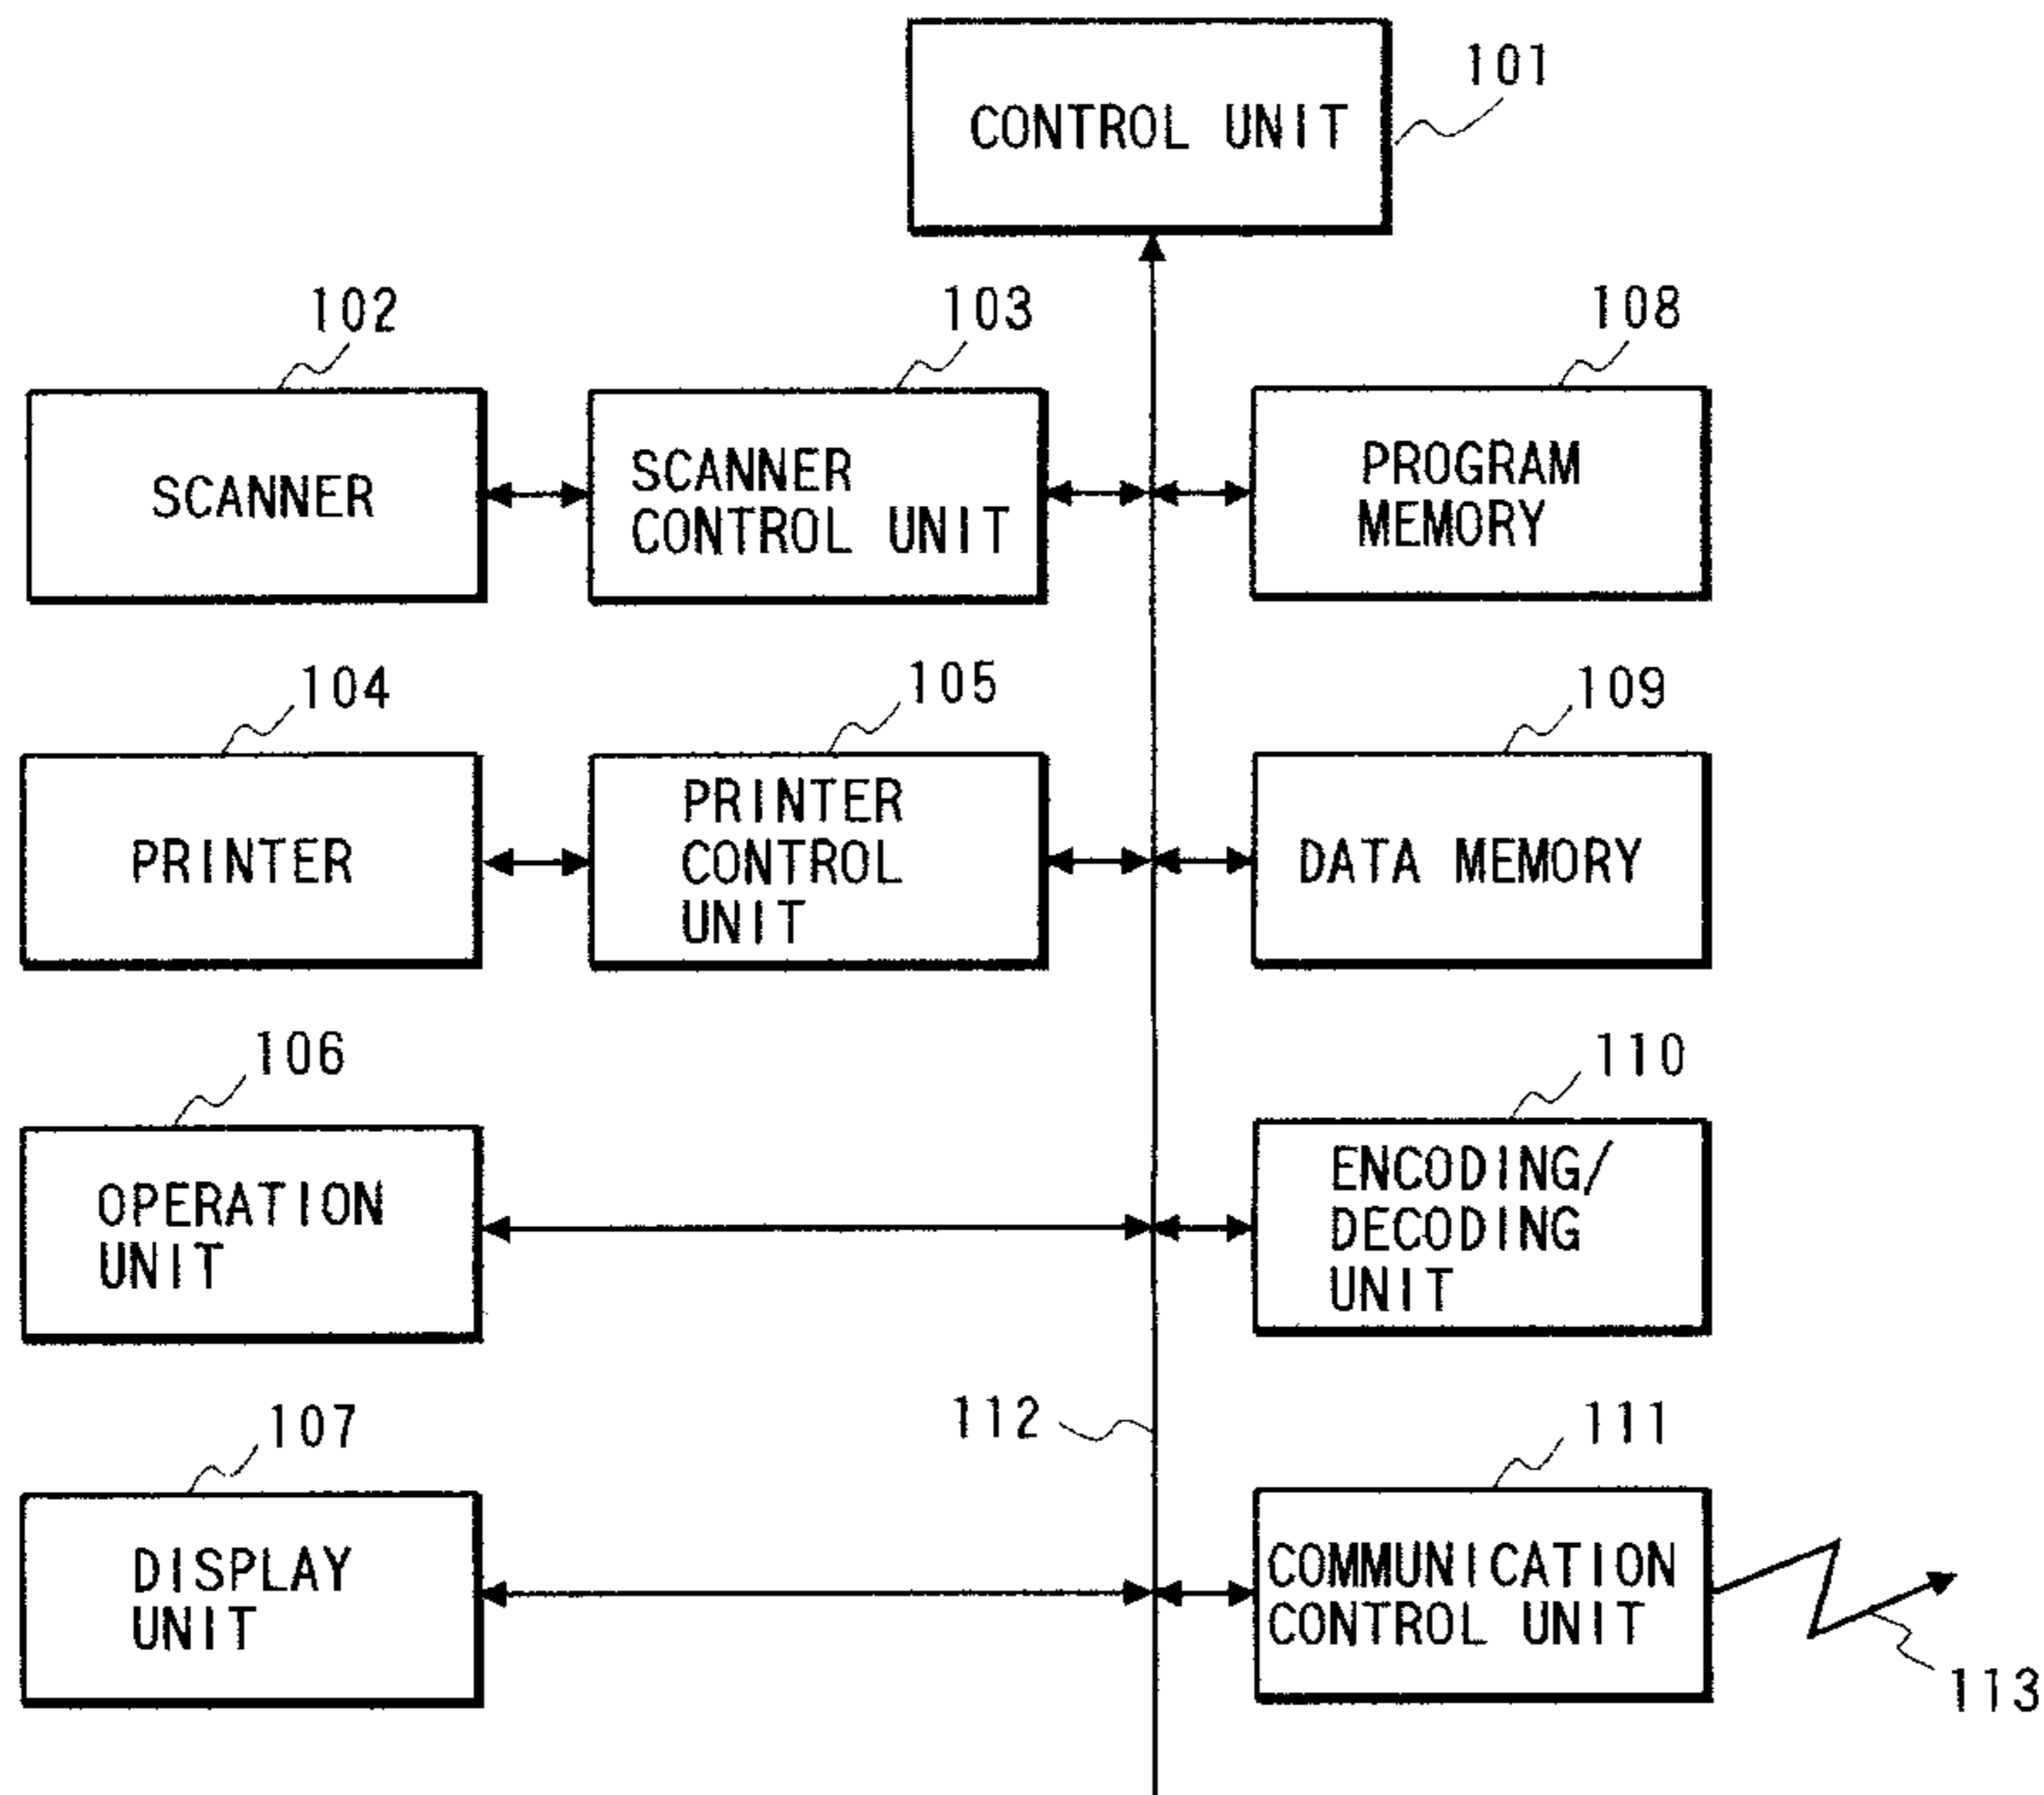 CONTROL UNIT
101
102
103
108
SCANNER
SCANNER
CONTROL UNIT
PROGRAM
MEMORY
104
105
109
PRINTER
PRINTER
CONTROL
UNIT
DATA MEMORY
106
110
OPERATION
UNIT
ENCODING/
DECODING
UNIT
107
112
111
DISPLAY
UNIT
COMMUNICATION
CONTROL UNIT
113